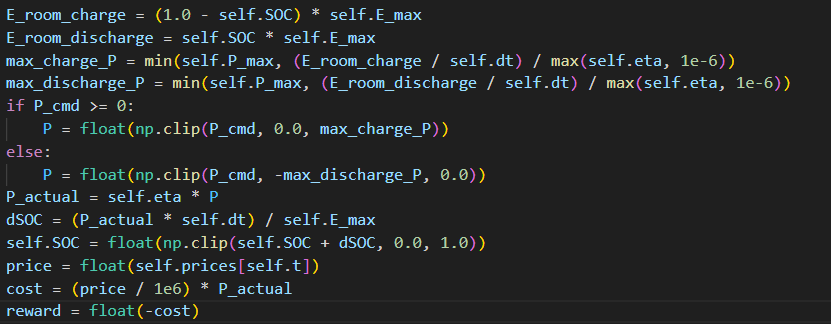 E_room_charge = (1.0 - self.SOC) * self.E_max
E_room_discharge = self.SOC * self.E_max
max_charge_P = min(self.P_max, (E_room_charge / self.dt) / max(self.eta, 1e-6))
max_discharge_P = min(self.P_max, (E_room_discharge / self.dt) / max(self.eta, 1e-6))
if P_cmd >= 0:
    P = float(np.clip(P_cmd, 0.0, max_charge_P))
else:
    P = float(np.clip(P_cmd, -max_discharge_P, 0.0))
P_actual = self.eta * P
dSOC = (P_actual * self.dt) / self.E_max
self.SOC = float(np.clip(self.SOC + dSOC, 0.0, 1.0))
price = float(self.prices[self.t])
cost = (price / 1e6) * P_actual
reward = float(-cost)